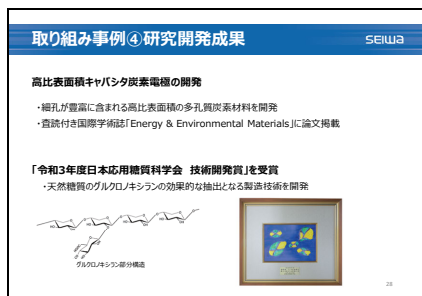 取り組み事例④研究開発成果
SEIWA
高比表面積キャパシタ炭素電極の開発
・細孔が豊富に含まれる高比表面積の多孔質炭素材料を開発
・査読付き国際学術誌「Energy & Environmental Materials」に論文掲載
「令和3年度日本応用糖質科学会 技術開発賞」を受賞
・天然糖質のグルクロノキシランの効果的な抽出となる製造技術を開発
グルクロノキシラン部分構造
28